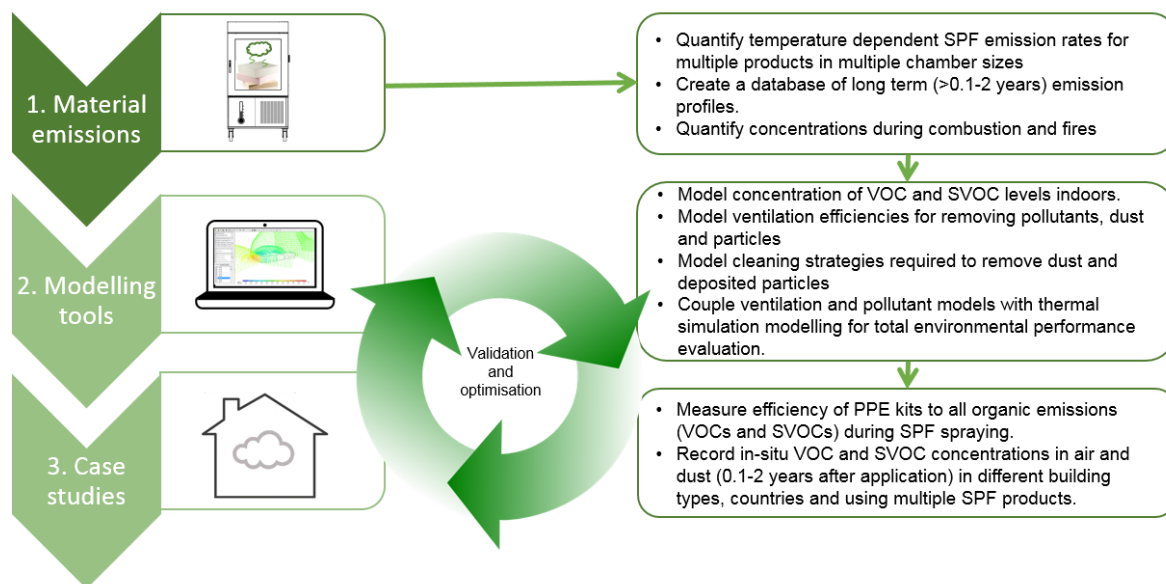 1. Material
emissions
• Quantify temperature dependent SPF emission rates for
multiple products in multiple chamber sizes
• Create a database of long term (>0.1-2 years) emission
profiles.
• Quantify concentrations during combustion and fires
2. Modelling
tools
• Model concentration of VOC and SVOC levels indoors.
• Model ventilation efficiencies for removing pollutants, dust
and particles
• Model cleaning strategies required to remove dust and
deposited particles
• Couple ventilation and pollutant models with thermal
simulation modelling for total environmental performance
evaluation.
Validation
and
optimisation
3. Case
studies
• Measure efficiency of PPE kits to all organic emissions
(VOCs and SVOCs) during SPF spraying.
• Record in-situ VOC and SVOC concentrations in air and
dust (0.1-2 years after application) in different building
types, countries and using multiple SPF products.